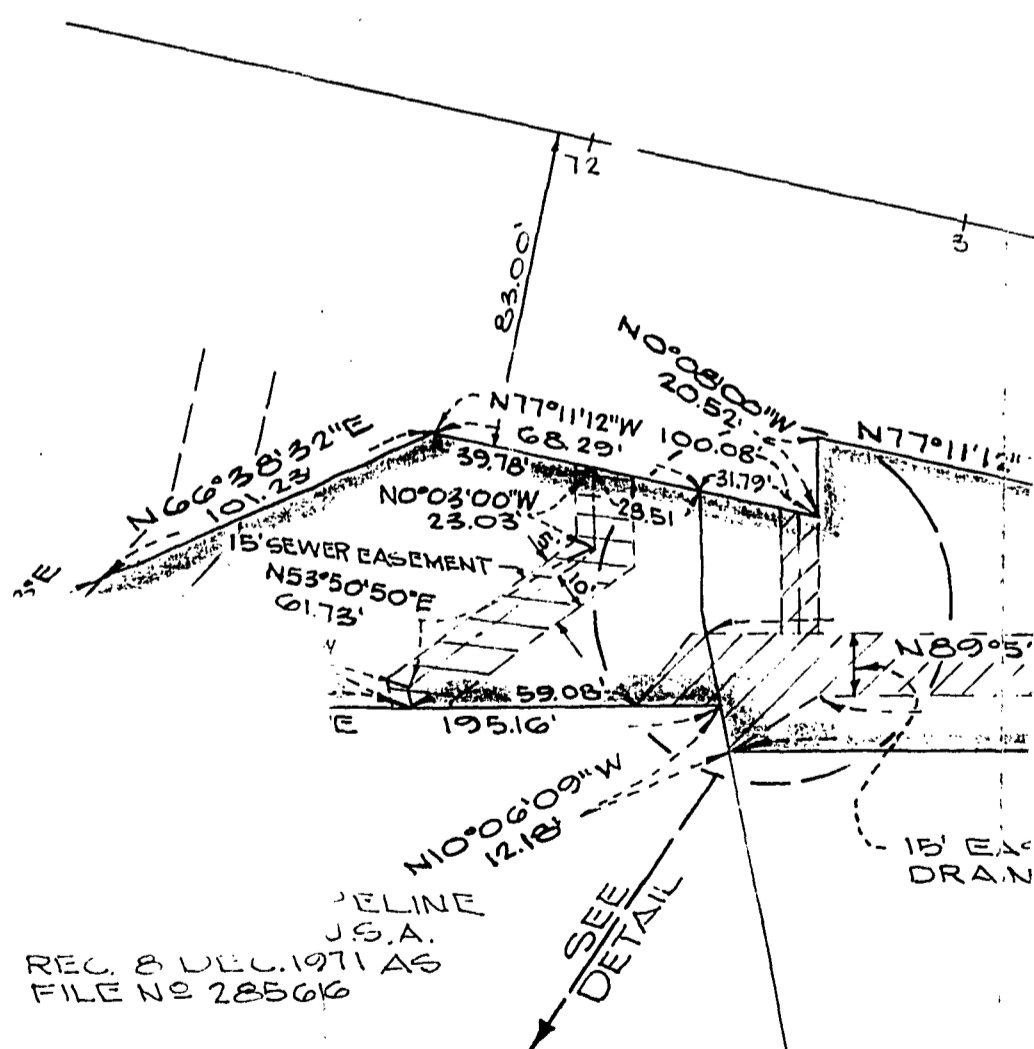 72
3
83.00'
N0°08'00"W
20.52'
N77°11'12"W
68.29'
100.08'
N77°11'12"
39.78'
31.79'
N66°38'32"E
101.23'
N0°03'00"W
23.03'
28.51
15'SEWER EASEMENT
5'
10'
N53°50'50"E
61.73'
°E
N89°5'
59.08'
E
195.16'
N10°06'09"W
12.18'
15' EAS
DRAIN
SEE
DETAIL
PELINE
U.S.A.
REC. 8 DEC. 1971 AS
FILE Nº 285616